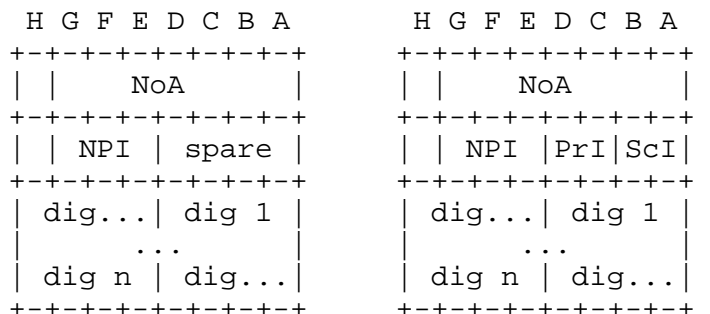 H G F E D C B A H G F E D C B A
+-+-+-+-+-+-+-+-+ +-+-+-+-+-+-+-+-+
| | NoA | | | NoA |
+-+-+-+-+-+-+-+-+ +-+-+-+-+-+-+-+-+
| | NPI | spare | | | NPI |PrI|ScI|
+-+-+-+-+-+-+-+-+ +-+-+-+-+-+-+-+-+
| dig...| dig 1 | | dig...| dig 1 |
| ... | | ... |
| dig n | dig...| | dig n | dig...|
+-+-+-+-+-+-+-+-+ +-+-+-+-+-+-+-+-+